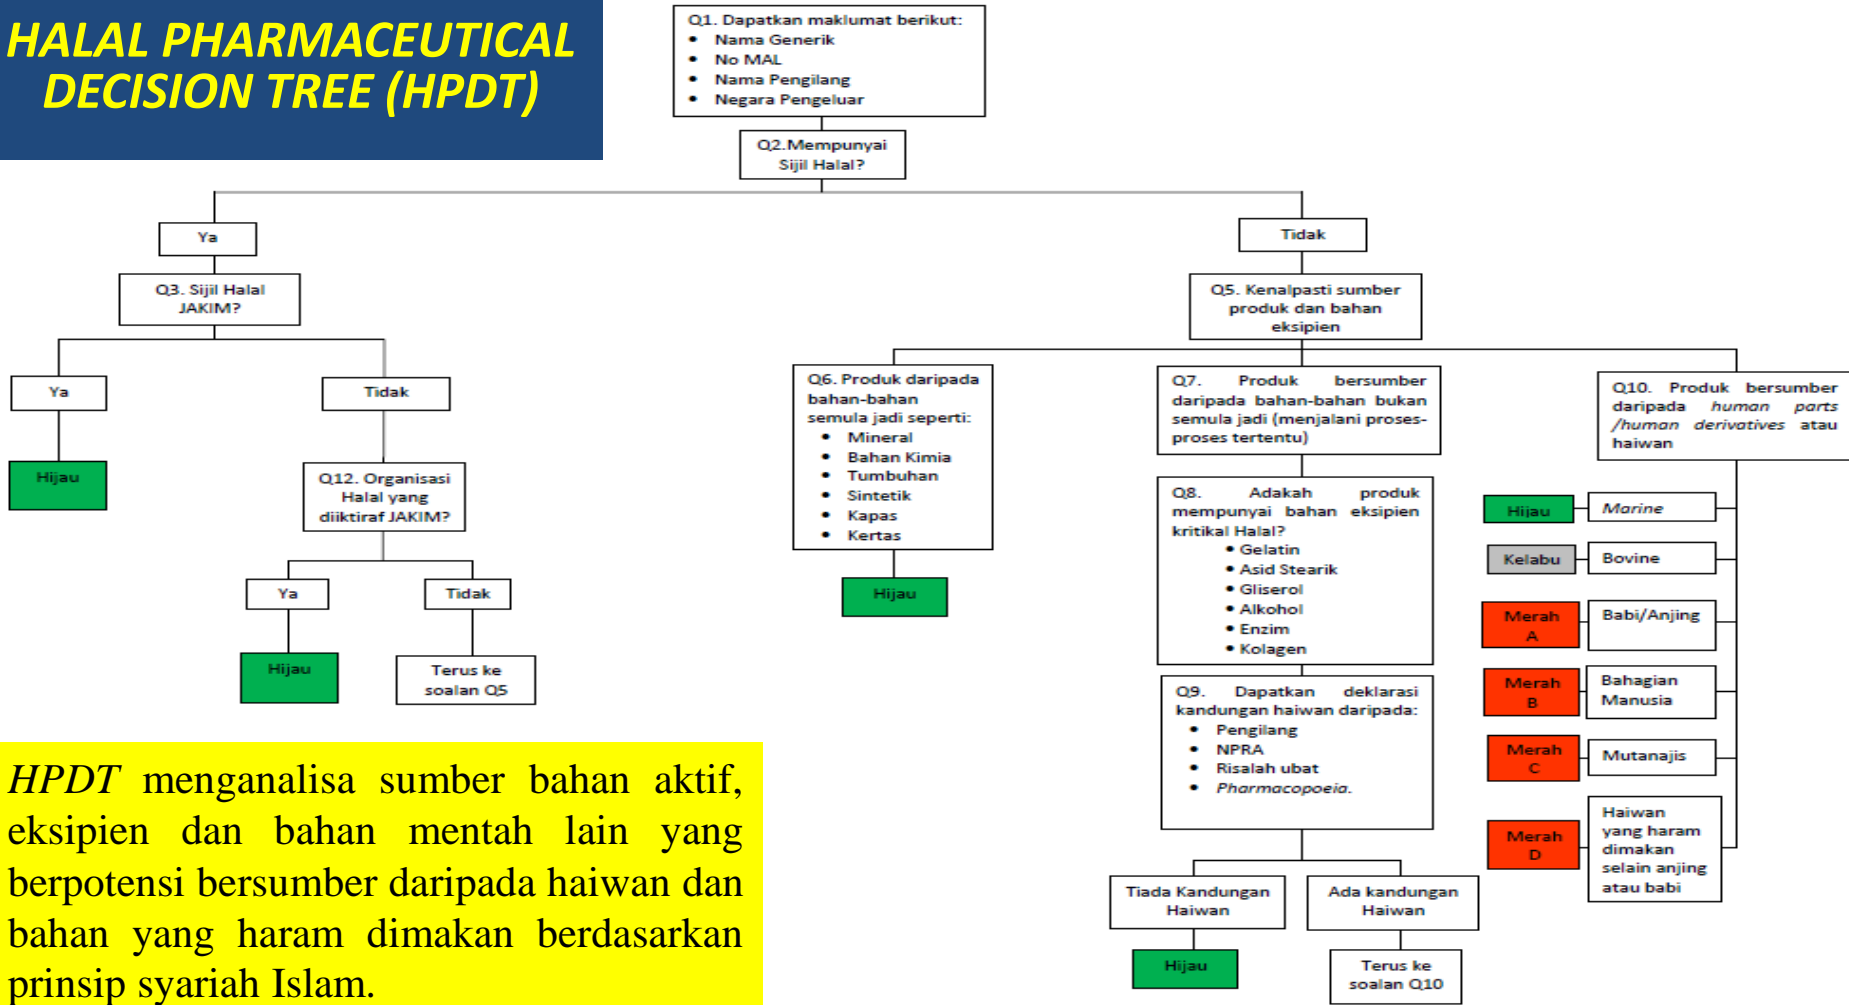 HALAL PHARMACEUTICAL
DECISION TREE (HPDT)
Q1. Dapatkan maklumat berikut:
• Nama Generik
• No MAL
• Nama Pengilang
• Negara Pengeluar
Q2.Mempunyai
Sijil Halal?
Ya
Q3. Sijil Halal
JAKIM?
Ya
Hijau
Tidak
Q12. Organisasi
Halal yang
diiktiraf JAKIM?
Ya
Hijau
Tidak
Terus ke
soalan Q5
Tidak
Q5. Kenalpasti sumber
produk dan bahan
eksipien
Q6. Produk daripada
bahan-bahan
semula jadi seperti:
• Mineral
• Bahan Kimia
• Tumbuhan
• Sintetik
• Kapas
• Kertas
Hijau
Q7. Produk bersumber
daripada bahan-bahan bukan
semula jadi (menjalani proses-
proses tertentu)
Q8. Adakah produk
mempunyai bahan eksipien
kritikal Halal?
• Gelatin
• Asid Stearik
• Gliserol
• Alkohol
• Enzim
• Kolagen
Q9. Dapatkan deklarasi
kandungan haiwan daripada:
• Pengilang
• NPRA
• Risalah ubat
• Pharmacopoeia.
Tiada Kandungan
Haiwan
Hijau
Ada kandungan
Haiwan
Terus ke
soalan Q10
Q10. Produk bersumber
daripada human parts
/human derivatives atau
haiwan
Hijau
Marine
Kelabu
Bovine
Merah
A
Babi/Anjing
Merah
B
Bahagian
Manusia
Merah
C
Mutanajis
Merah
D
Haiwan
yang haram
dimakan
selain anjing
atau babi
HPDT menganalisa sumber bahan aktif,
eksipien dan bahan mentah lain yang
berpotensi bersumber daripada haiwan dan
bahan yang haram dimakan berdasarkan
prinsip syariah Islam.